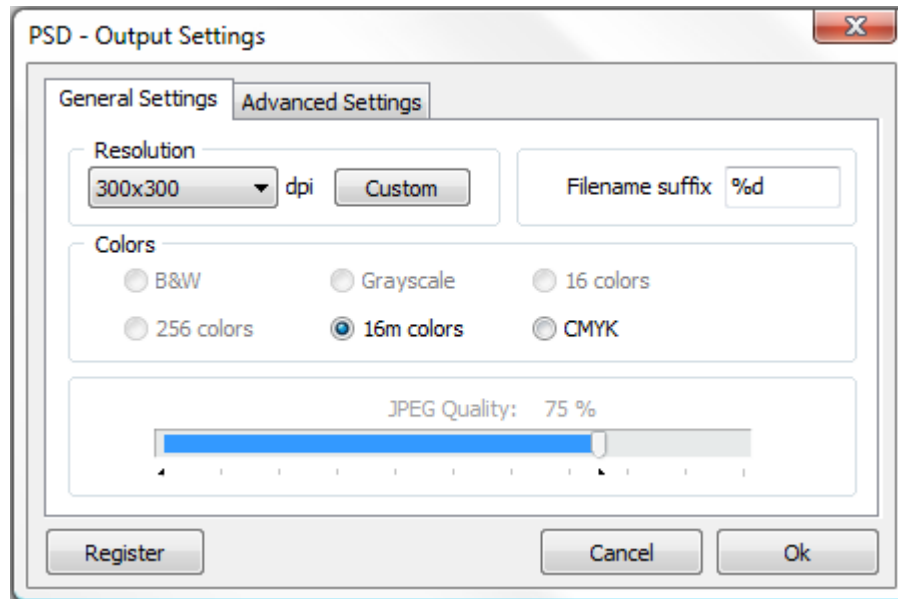 PSD - Output Settings
General Settings
Advanced Settings
Resolution
300x300 dpi Custom
Filename suffix %d
Colors
B&W Grayscale 16 colors
256 colors 16m colors CMYK
JPEG Quality: 75 %
Register Cancel Ok